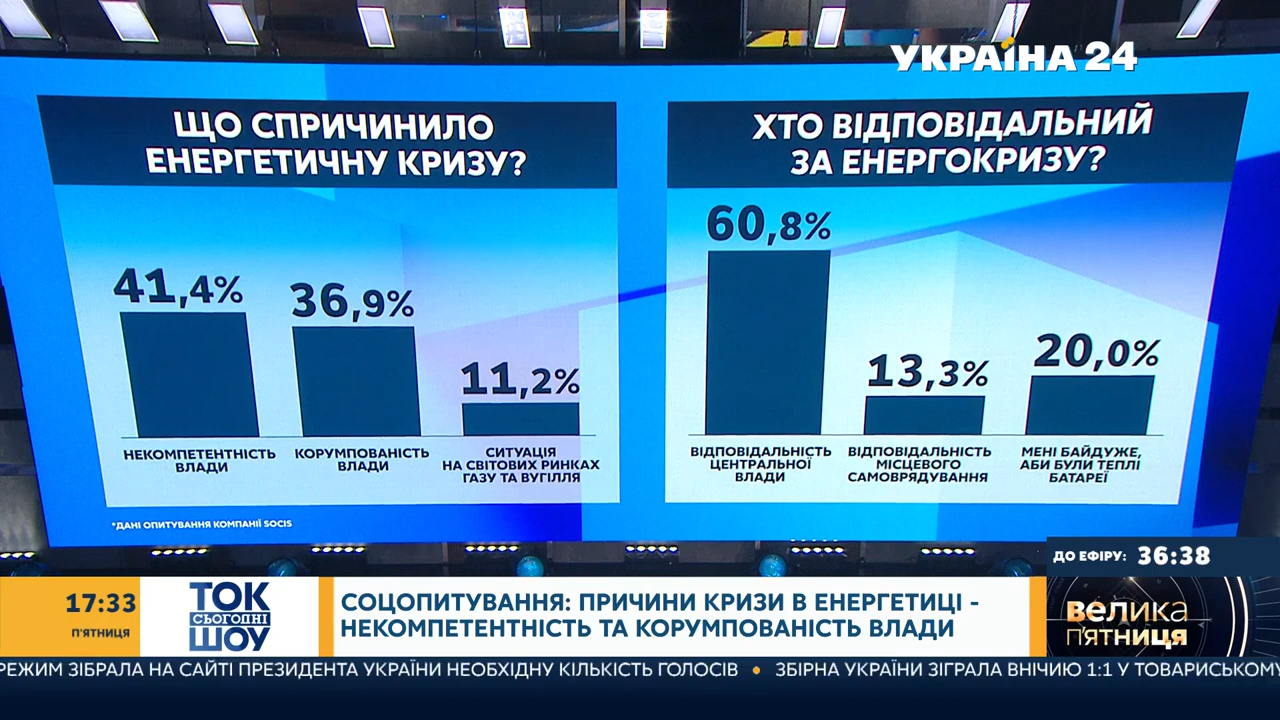 УКРАЇНА 24
ЩО СПРИЧИНИЛО
ЕНЕРГЕТИЧНУ КРИЗУ?
41,4%
36,9%
11,2%
НЕКОМПЕТЕНТНІСТЬ
ВЛАДИ
КОРУМПОВАНІСТЬ
ВЛАДИ
СИТУАЦІЯ
НА СВІТОВИХ РИНКАХ
ГАЗУ ТА ВУГІЛЛЯ
*ДАНІ ОПИТУВАННЯ КОМПАНІЇ SOCIS
ХТО ВІДПОВІДАЛЬНИЙ
ЗА ЕНЕРГОКРИЗУ?
60,8%
13,3%
20,0%
ВІДПОВІДАЛЬНІСТЬ
ЦЕНТРАЛЬНОЇ
ВЛАДИ
ВІДПОВІДАЛЬНІСТЬ
МІСЦЕВОГО
САМОВРЯДУВАННЯ
МЕНІ БАЙДУЖЕ,
АБИ БУЛИ ТЕПЛІ
БАТАРЕЇ
ДО ЕФІРУ: 36:38
17:33
П'ЯТНИЦЯ
ТОК
СЬОГОДНІ
ШОУ
СОЦОПИТУВАННЯ: ПРИЧИНИ КРИЗИ В ЕНЕРГЕТИЦІ -
НЕКОМПЕТЕНТНІСТЬ ТА КОРУМПОВАНІСТЬ ВЛАДИ
ВЕЛИКА
П'ЯТНИЦЯ
РЕЖИМ ЗІБРАЛА НА САЙТІ ПРЕЗИДЕНТА УКРАЇНИ НЕОБХІДНУ КІЛЬКІСТЬ ГОЛОСІВ • ЗБІРНА УКРАЇНИ ЗІГРАЛА ВНІЧИЮ 1:1 У ТОВАРИСЬКОМУ